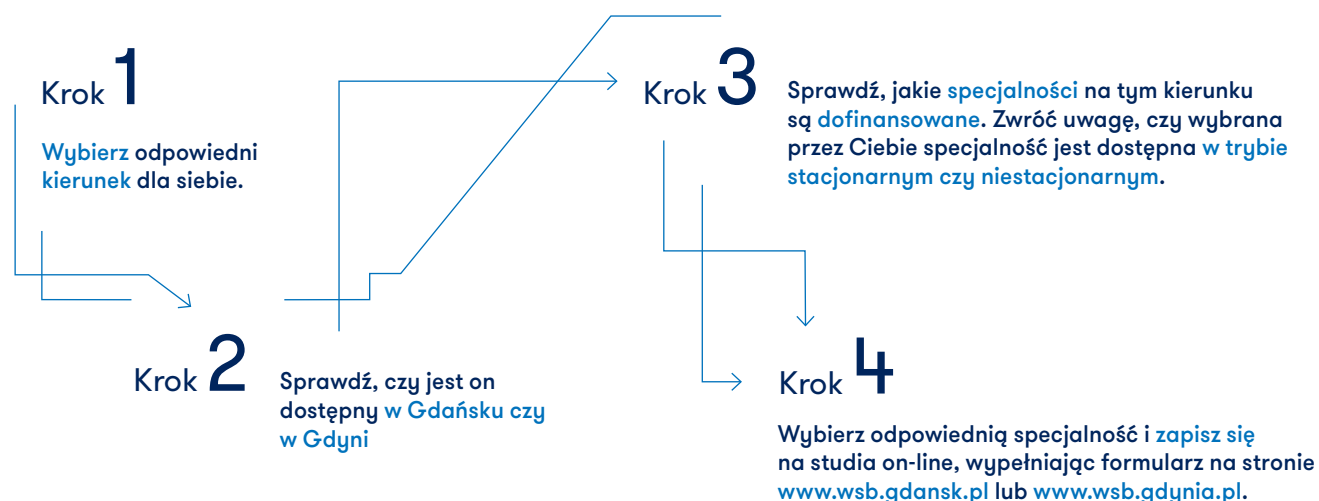 Krok 1
Wybierz odpowiedni
kierunek dla siebie.
Krok 2
Sprawdź, czy jest on
dostępny w Gdańsku czy
w Gdyni
Krok 3
Sprawdź, jakie specjalności na tym kierunku
są dofinansowane. Zwróć uwagę, czy wybrana
przez Ciebie specjalność jest dostępna w trybie
stacjonarnym czy niestacjonarnym.
Krok 4
Wybierz odpowiednią specjalność i zapisz się
na studia on-line, wypełniając formularz na stronie
www.wsb.gdansk.pl lub www.wsb.gdynia.pl.